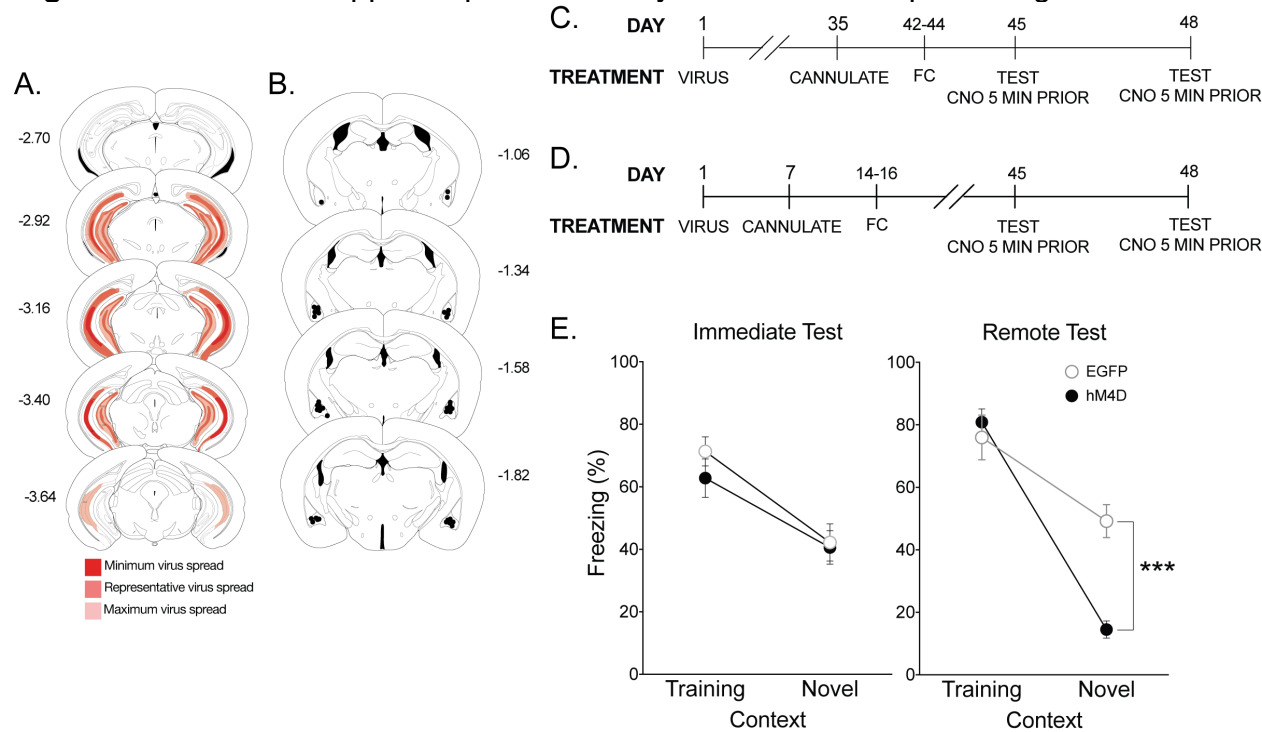 A.
-2.70
-2.92
-3.16
-3.40
-3.64
Minimum virus spread
Representative virus spread
Maximum virus spread
B.
-1.06
-1.34
-1.58
-1.82
C.
DAY 1 35 42-44 45 48
TREATMENT VIRUS CANNULATE FC TEST TEST
CNO 5 MIN PRIOR CNO 5 MIN PRIOR
D.
DAY 1 7 14-16 45 48
TREATMENT VIRUS CANNULATE FC TEST TEST
CNO 5 MIN PRIOR CNO 5 MIN PRIOR
E.
Immediate Test
Freezing (%)
100
80
60
40
20
0
Training Novel
Context
Remote Test
EGFP
hM4D
100
80
60
40
20
0
***
Training Novel
Context